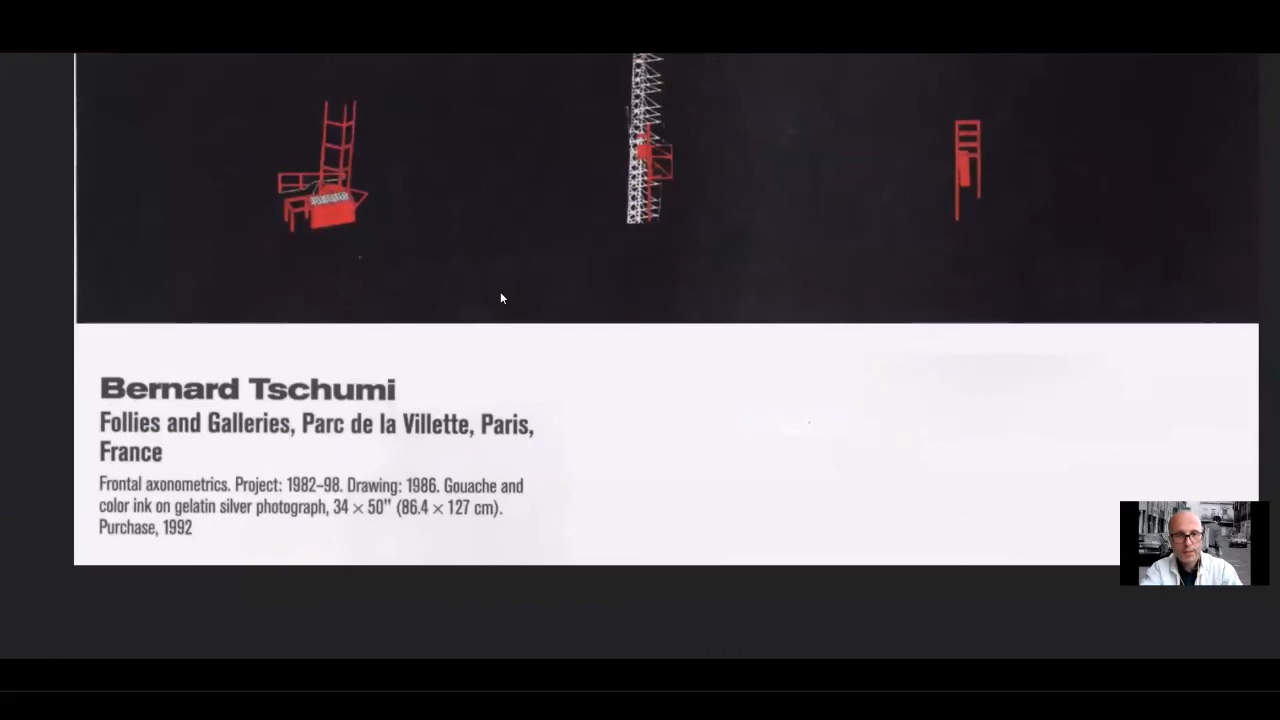 Bernard Tschumi
Follies and Galleries, Parc de la Villette, Paris,
France
Frontal axonometrics. Project: 1982–98. Drawing: 1986. Gouache and
color ink on gelatin silver photograph, 34 × 50" (86.4 × 127 cm).
Purchase, 1992